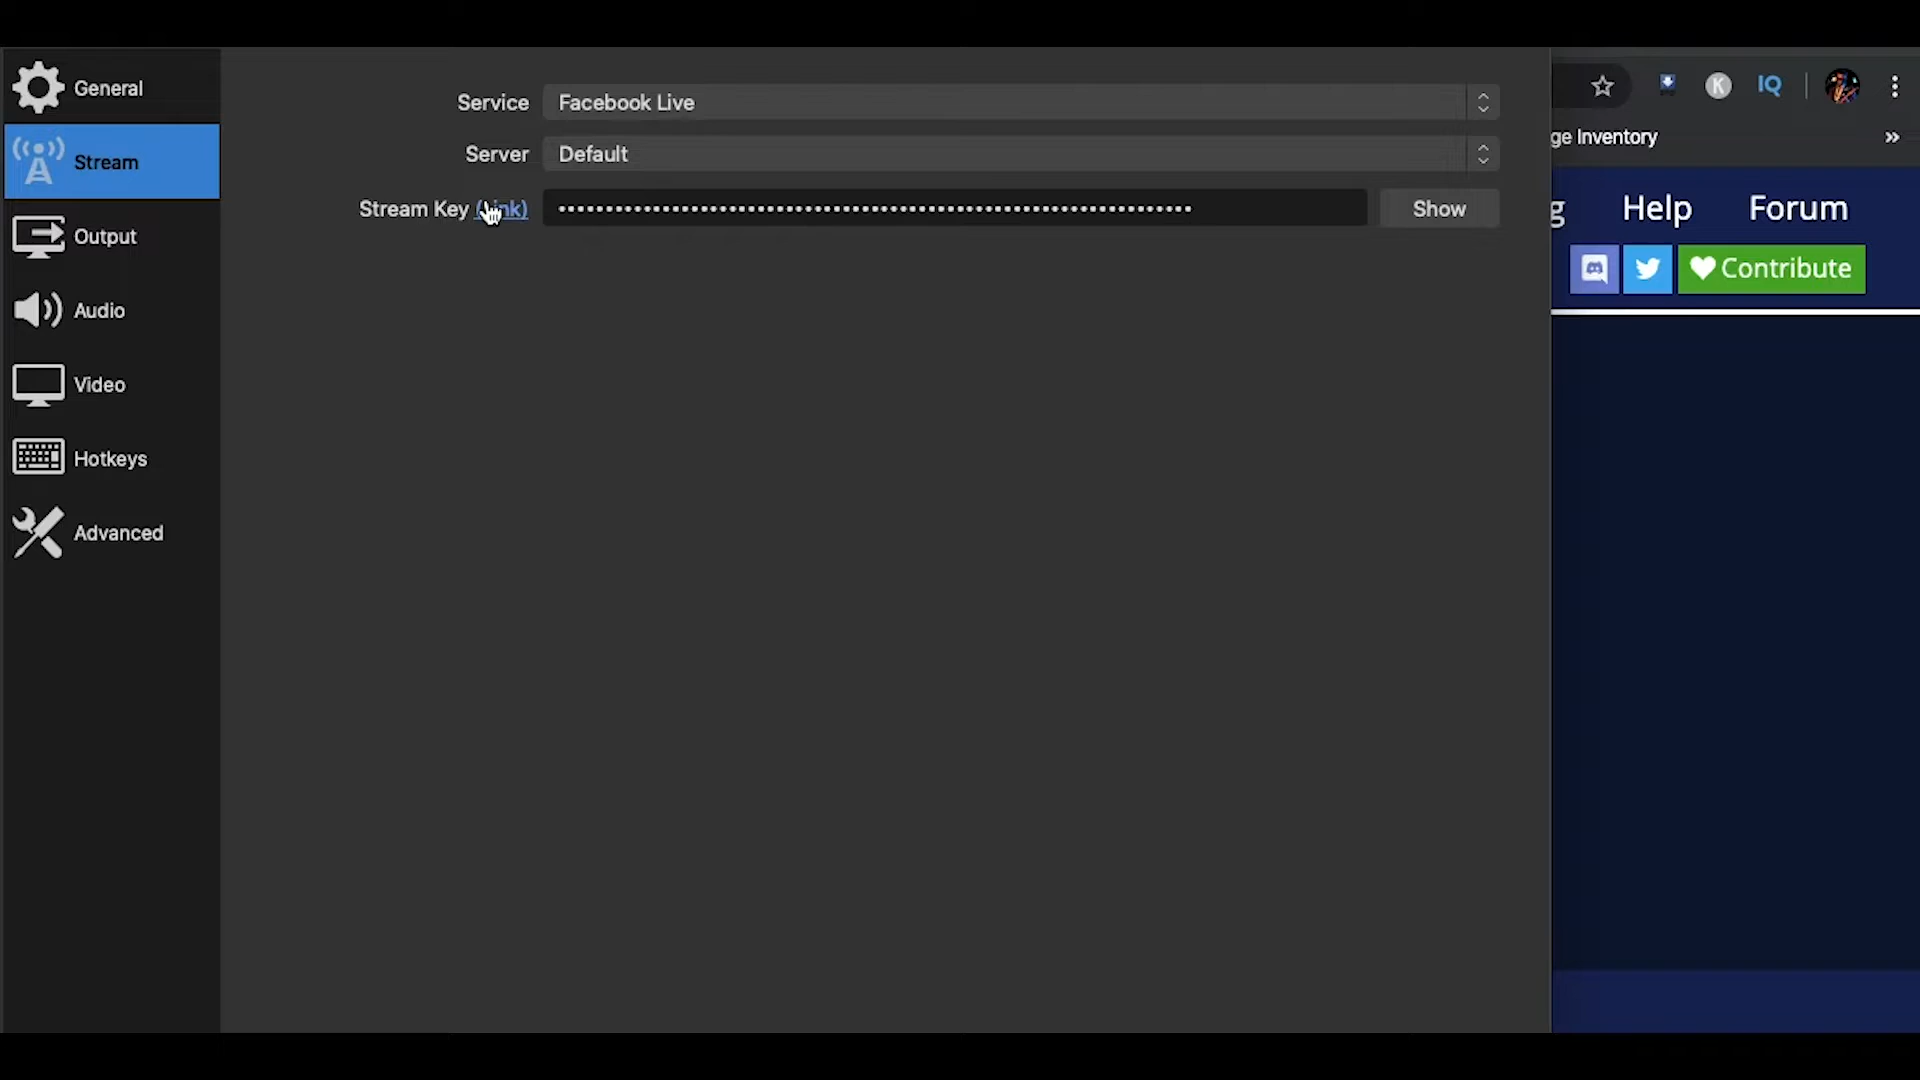 General
Stream
Output
Audio
Video
Hotkeys
Advanced
Service Facebook Live
Server Default
Stream Key
•••••••••••••••••••••••••••••••••••••••••••••••••••••••••••••••••••
Show
K IQ
ge Inventory »
g Help Forum
Contribute